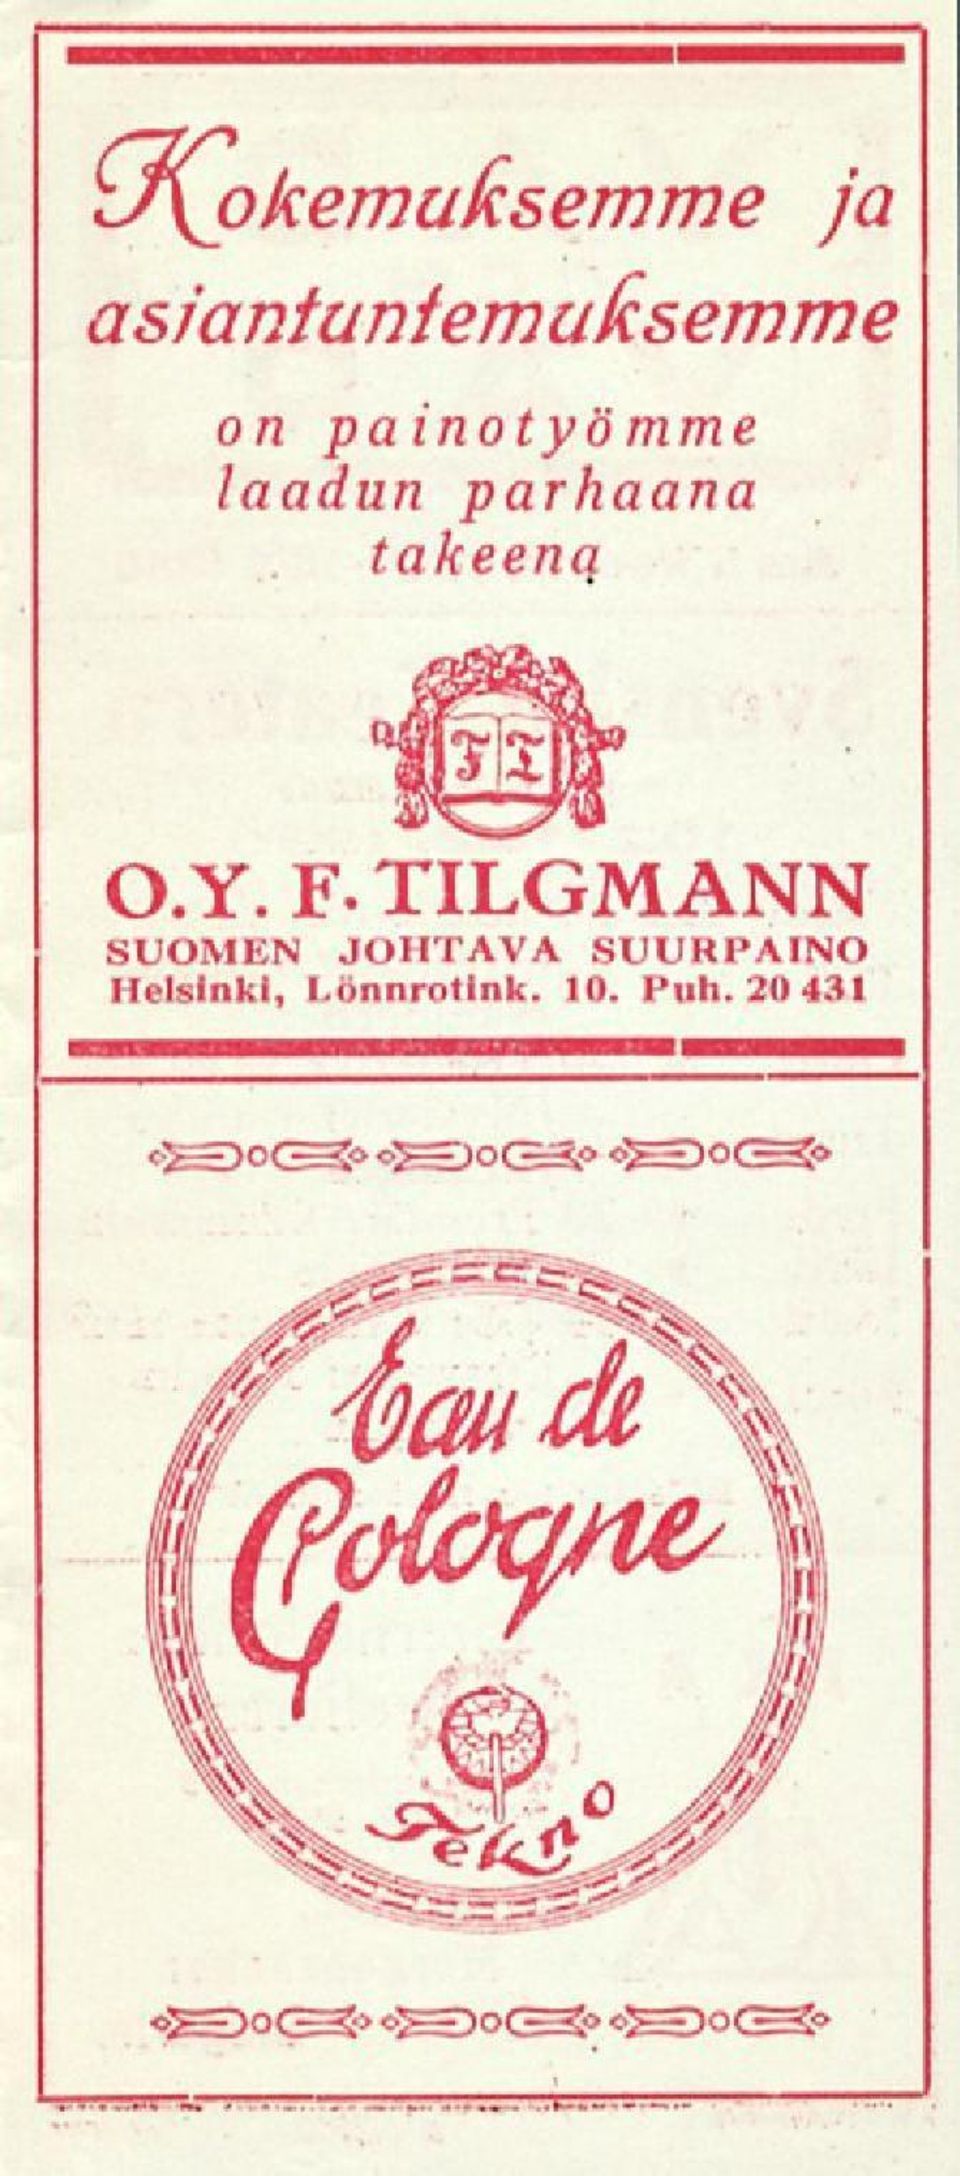 Kokemuksemme ja
asiantuntemuksemme
on painotyömme
laadun parhaana
takeena
F T
O.Y. F. TILGMANN
SUOMEN JOHTAVA SUURPAINO
Helsinki, Lönnrotink. 10. Puh. 20 431
Eau de
Cologne
Tekno